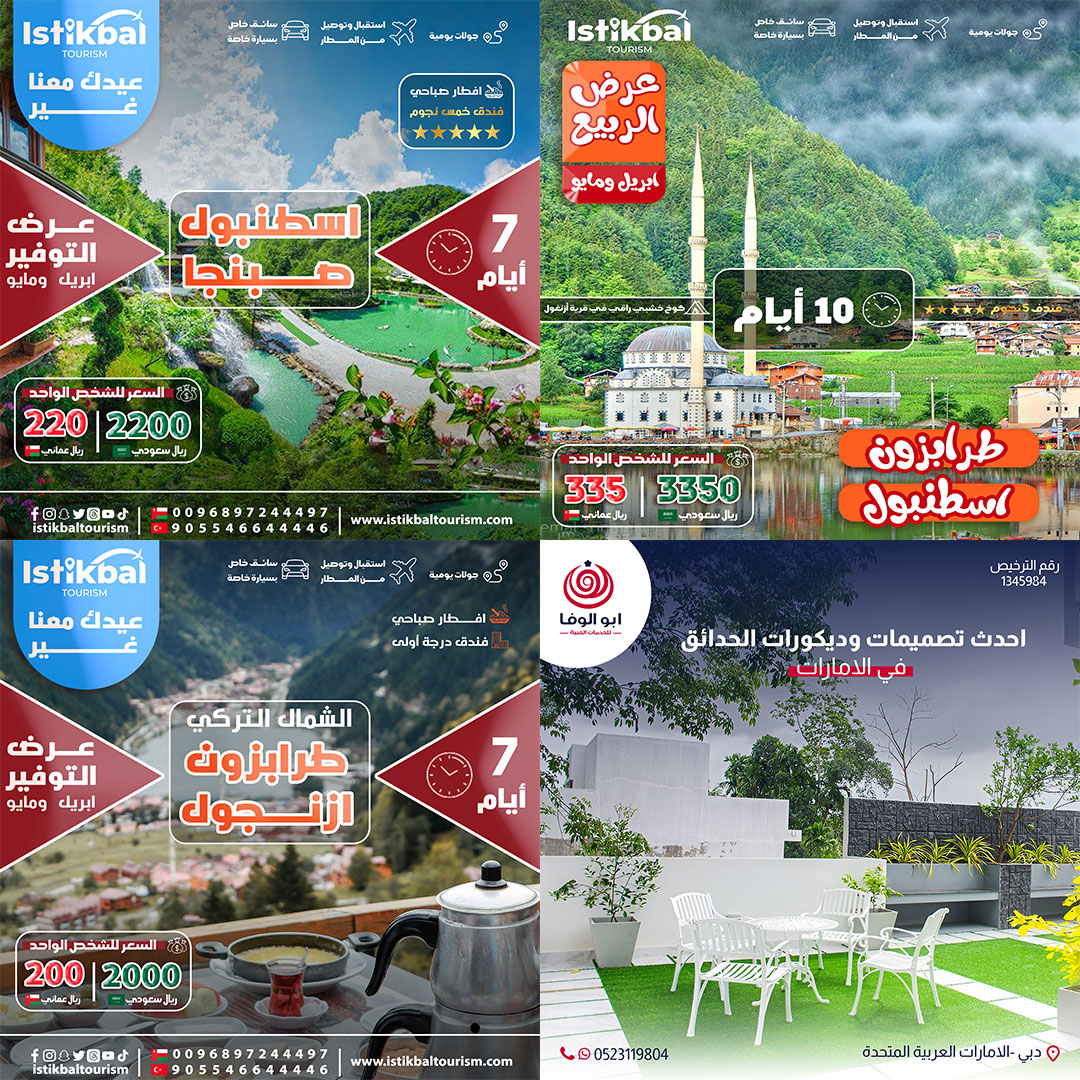 Istikbal
TOURISM
عيدك معنا
غير
جولات يومية
استقبال وتوصيل
من المطار
سائق خاص
بسيارة خاصة
افطار صباحي
فندق خمس نجوم
عرض
التوفير
ابريل ومايو
اسطنبول
صبنجا
7
أيام
السعر للشخص الواحد
220 | 2200
ريال عماني ريال سعودي
istikbaltourism
0096897244497
905546644446
www.istikbaltourism.com
Istikbal
TOURISM
جولات يومية
استقبال وتوصيل
من المطار
سائق خاص
بسيارة خاصة
عرض
الربيع
ابريل ومايو
فندف 5 نجوم
10 أيام
كوخ خشبي راقي في قرية أزنغول
السعر للشخص الواحد
335 | 3350
ريال عماني ريال سعودي
طرابزون
اسطنبول
Istikbal
TOURISM
عيدك معنا
غير
جولات يومية
استقبال وتوصيل
من المطار
سائق خاص
بسيارة خاصة
افطار صباحي
فندق درجة أولى
عرض
التوفير
ابريل ومايو
الشمال التركي
طرابزون
ازنجول
7
أيام
السعر للشخص الواحد
200 | 2000
ريال عماني ريال سعودي
istikbaltourism
0096897244497
905546644446
www.istikbaltourism.com
ابو الوفا
للخدمات الفنية
رقم الترخيص
1345984
احدث تصميمات وديكورات الحدائق
في الامارات
0523119804
دبي -الامارات العربية المتحدة